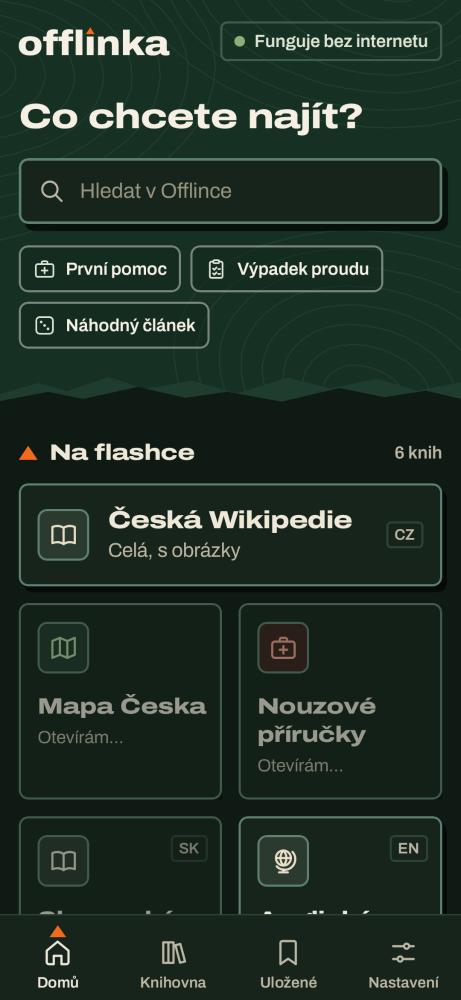 offlinka
Funguje bez internetu
Co chcete najít?
Hledat v Offlince
První pomoc
Výpadek proudu
Náhodný článek
Na flashce
6 knih
Česká Wikipedie
Celá, s obrázky
CZ
Mapa Česka
Otevírám...
Nouzové
příručky
Otevírám...
SK
EN
Domů
Knihovna
Uložené
Nastavení